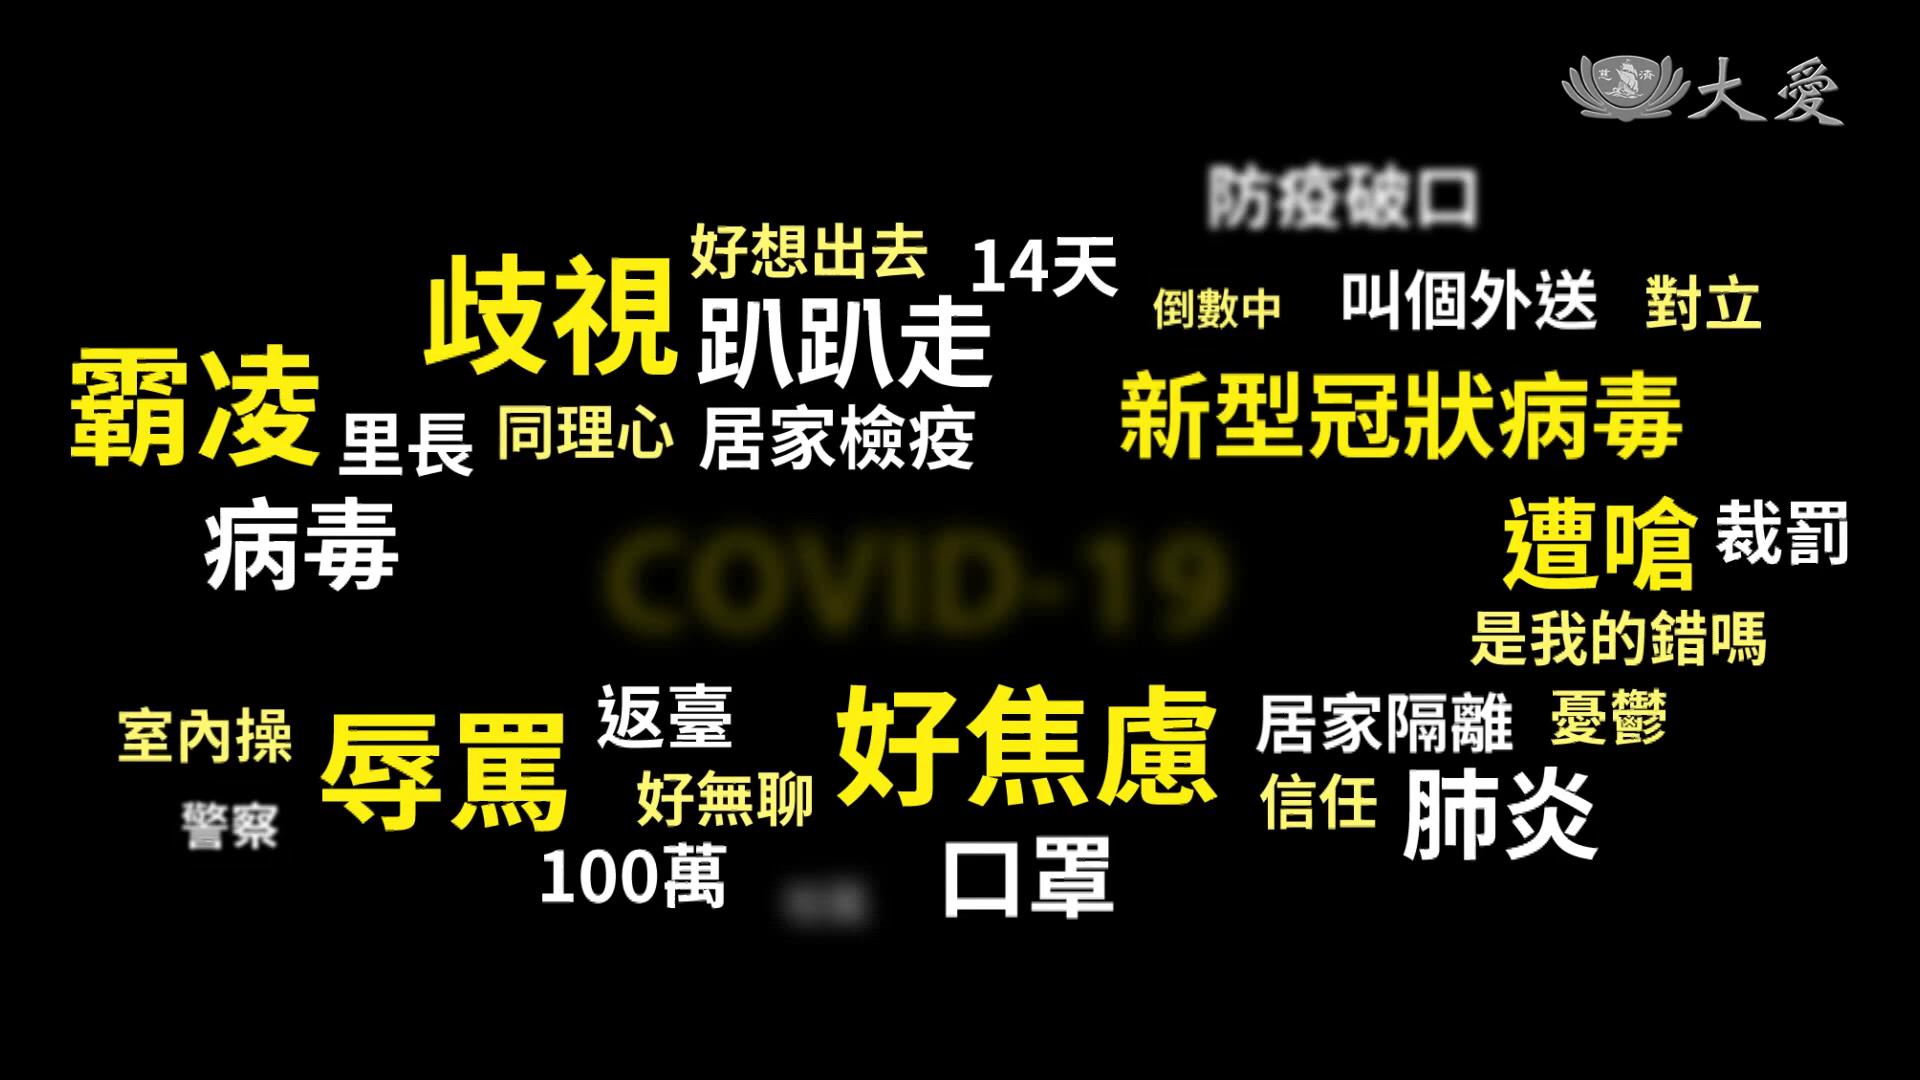 慈濟
大愛
防疫破口
好想出去
14天
歧視
倒數中
叫個外送
對立
趴趴走
霸凌
里長
同理心
居家檢疫
新型冠狀病毒
病毒
遭嗆
裁罰
COVID-19
是我的錯嗎
室內操
辱罵
返臺
好焦慮
居家隔離
憂鬱
好無聊
信任
肺炎
警察
100萬
口罩